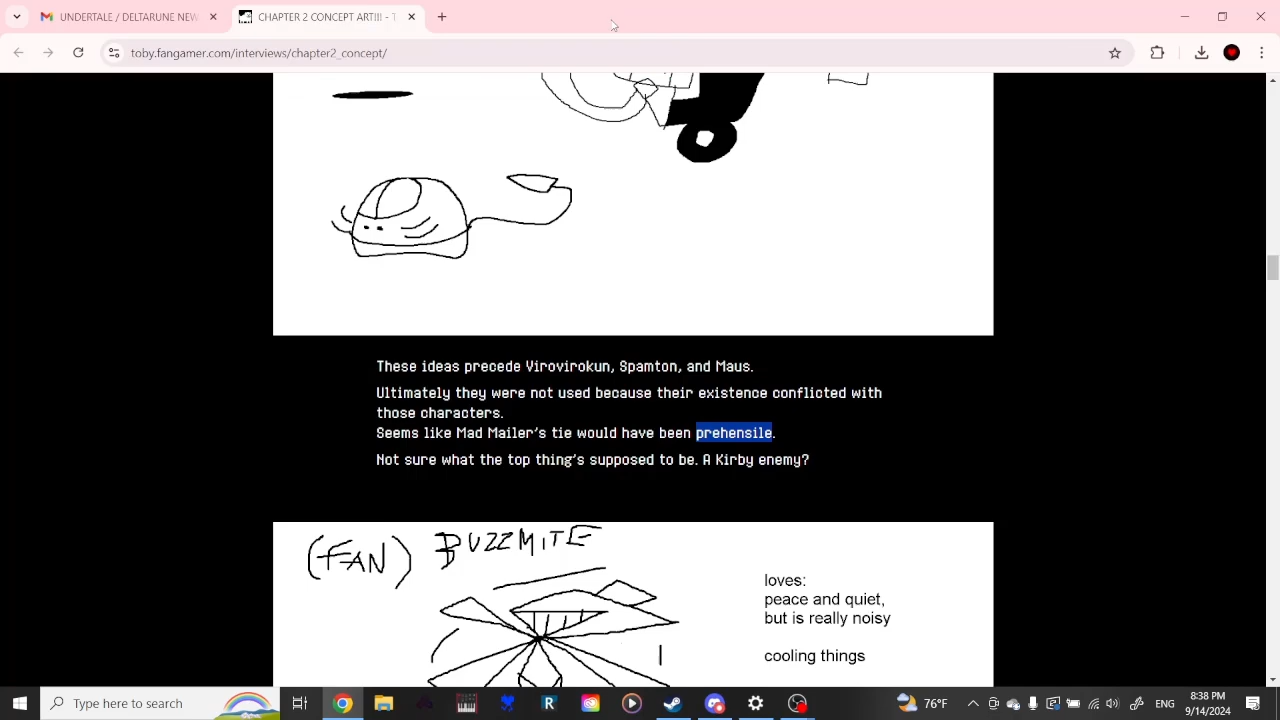 UNDERTALE / DELTARUNE NEW
CHAPTER 2 CONCEPT ART!!! - T
toby.fangamer.com/interviews/chapter2_concept/
These ideas precede Virovirokun, Spamton, and Maus.
Ultimately they were not used because their existence conflicted with
those characters.
Seems like Mad Mailer's tie would have been prehensile.
Not sure what the top thing's supposed to be. A Kirby enemy?
(FAN) BUZZMITE
loves:
peace and quiet,
but is really noisy
cooling things
Type here to search
76°F
ENG
8:38 PM
9/14/2024